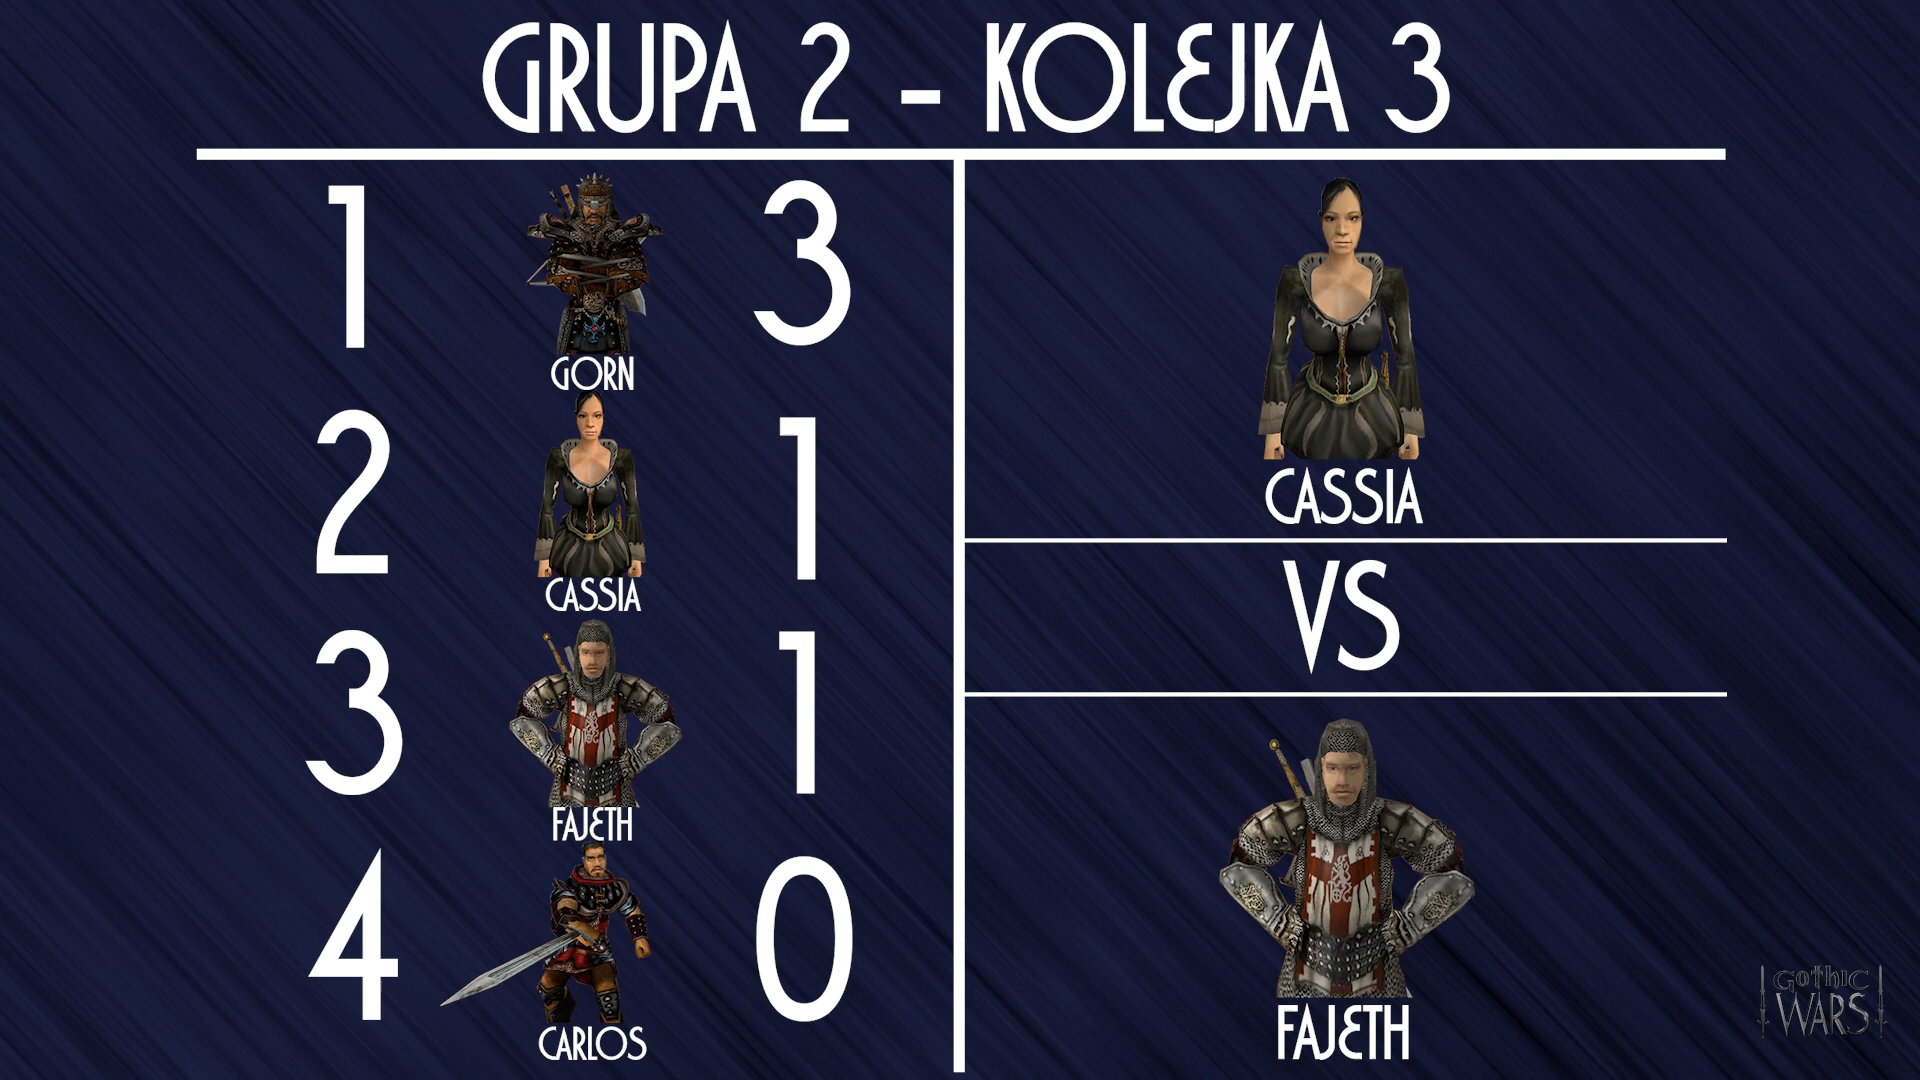 GRUPA 2 - KOLEJKA 3
1 GORN 3
2 CASSIA 1
3 FAJETH 1
4 CARLOS 0
CASSIA
VS
FAJETH
GOTHIC
WARS